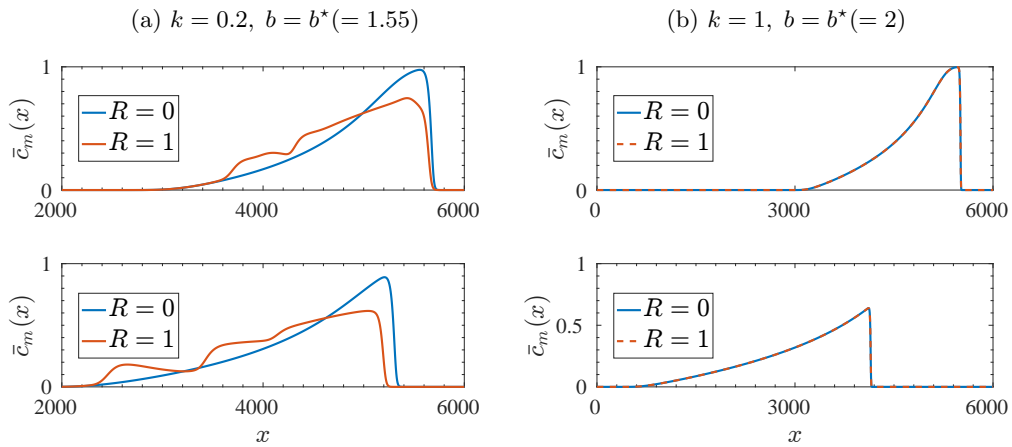 (a) k = 0.2, b = b⋆(= 1.55)
(b) k = 1, b = b⋆(= 2)
1
0
c̄ₘ(x)
R = 0
R = 1
2000 4000 6000
1
0
c̄ₘ(x)
R = 0
R = 1
0 3000 6000
1
0
c̄ₘ(x)
R = 0
R = 1
2000 4000 6000
x
1
0.5
0
c̄ₘ(x)
R = 0
R = 1
0 3000 6000
x